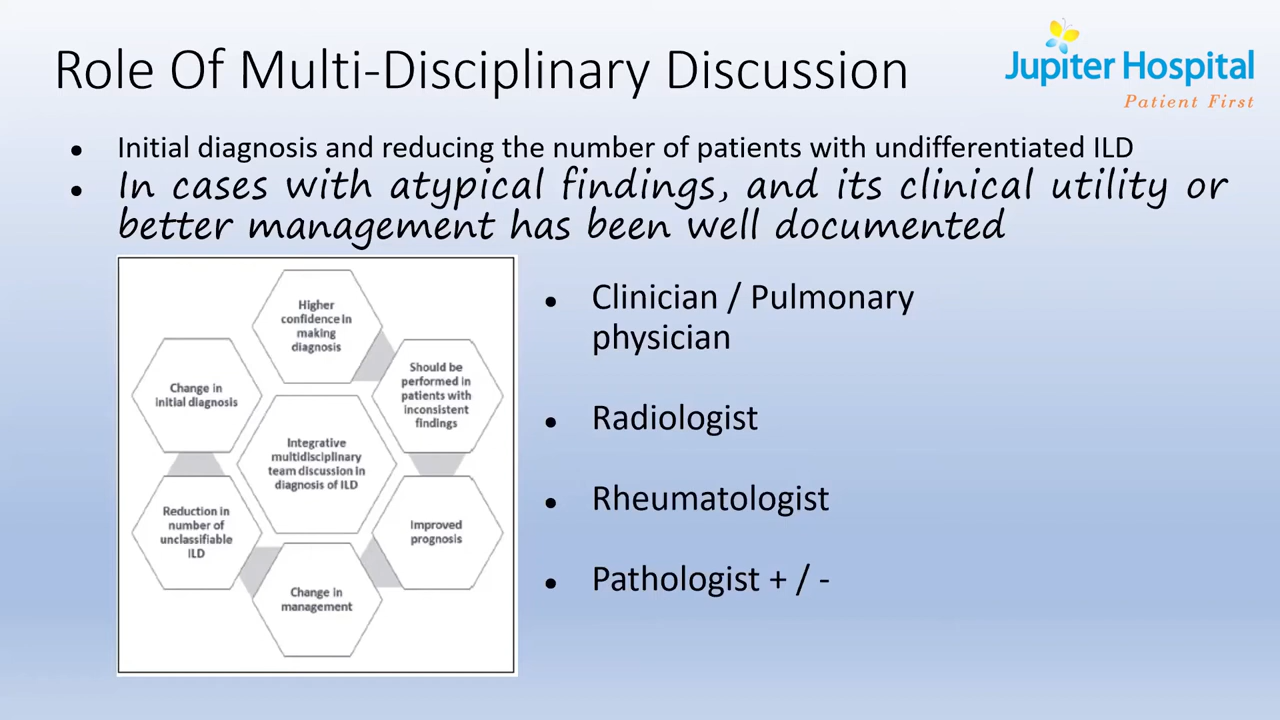 Role Of Multi-Disciplinary Discussion
Jupiter Hospital
Patient First
• Initial diagnosis and reducing the number of patients with undifferentiated ILD
• In cases with atypical findings, and its clinical utility or
better management has been well documented
Higher
confidence in
making
diagnosis
Should be
performed in
patients with
inconsistent
findings
Change in
initial diagnosis
Integrative
multidisciplinary
team discussion in
diagnosis of ILD
Reduction in
number of
unclassifiable
ILD
Improved
prognosis
Change in
management
• Clinician / Pulmonary
physician
• Radiologist
• Rheumatologist
• Pathologist + / -